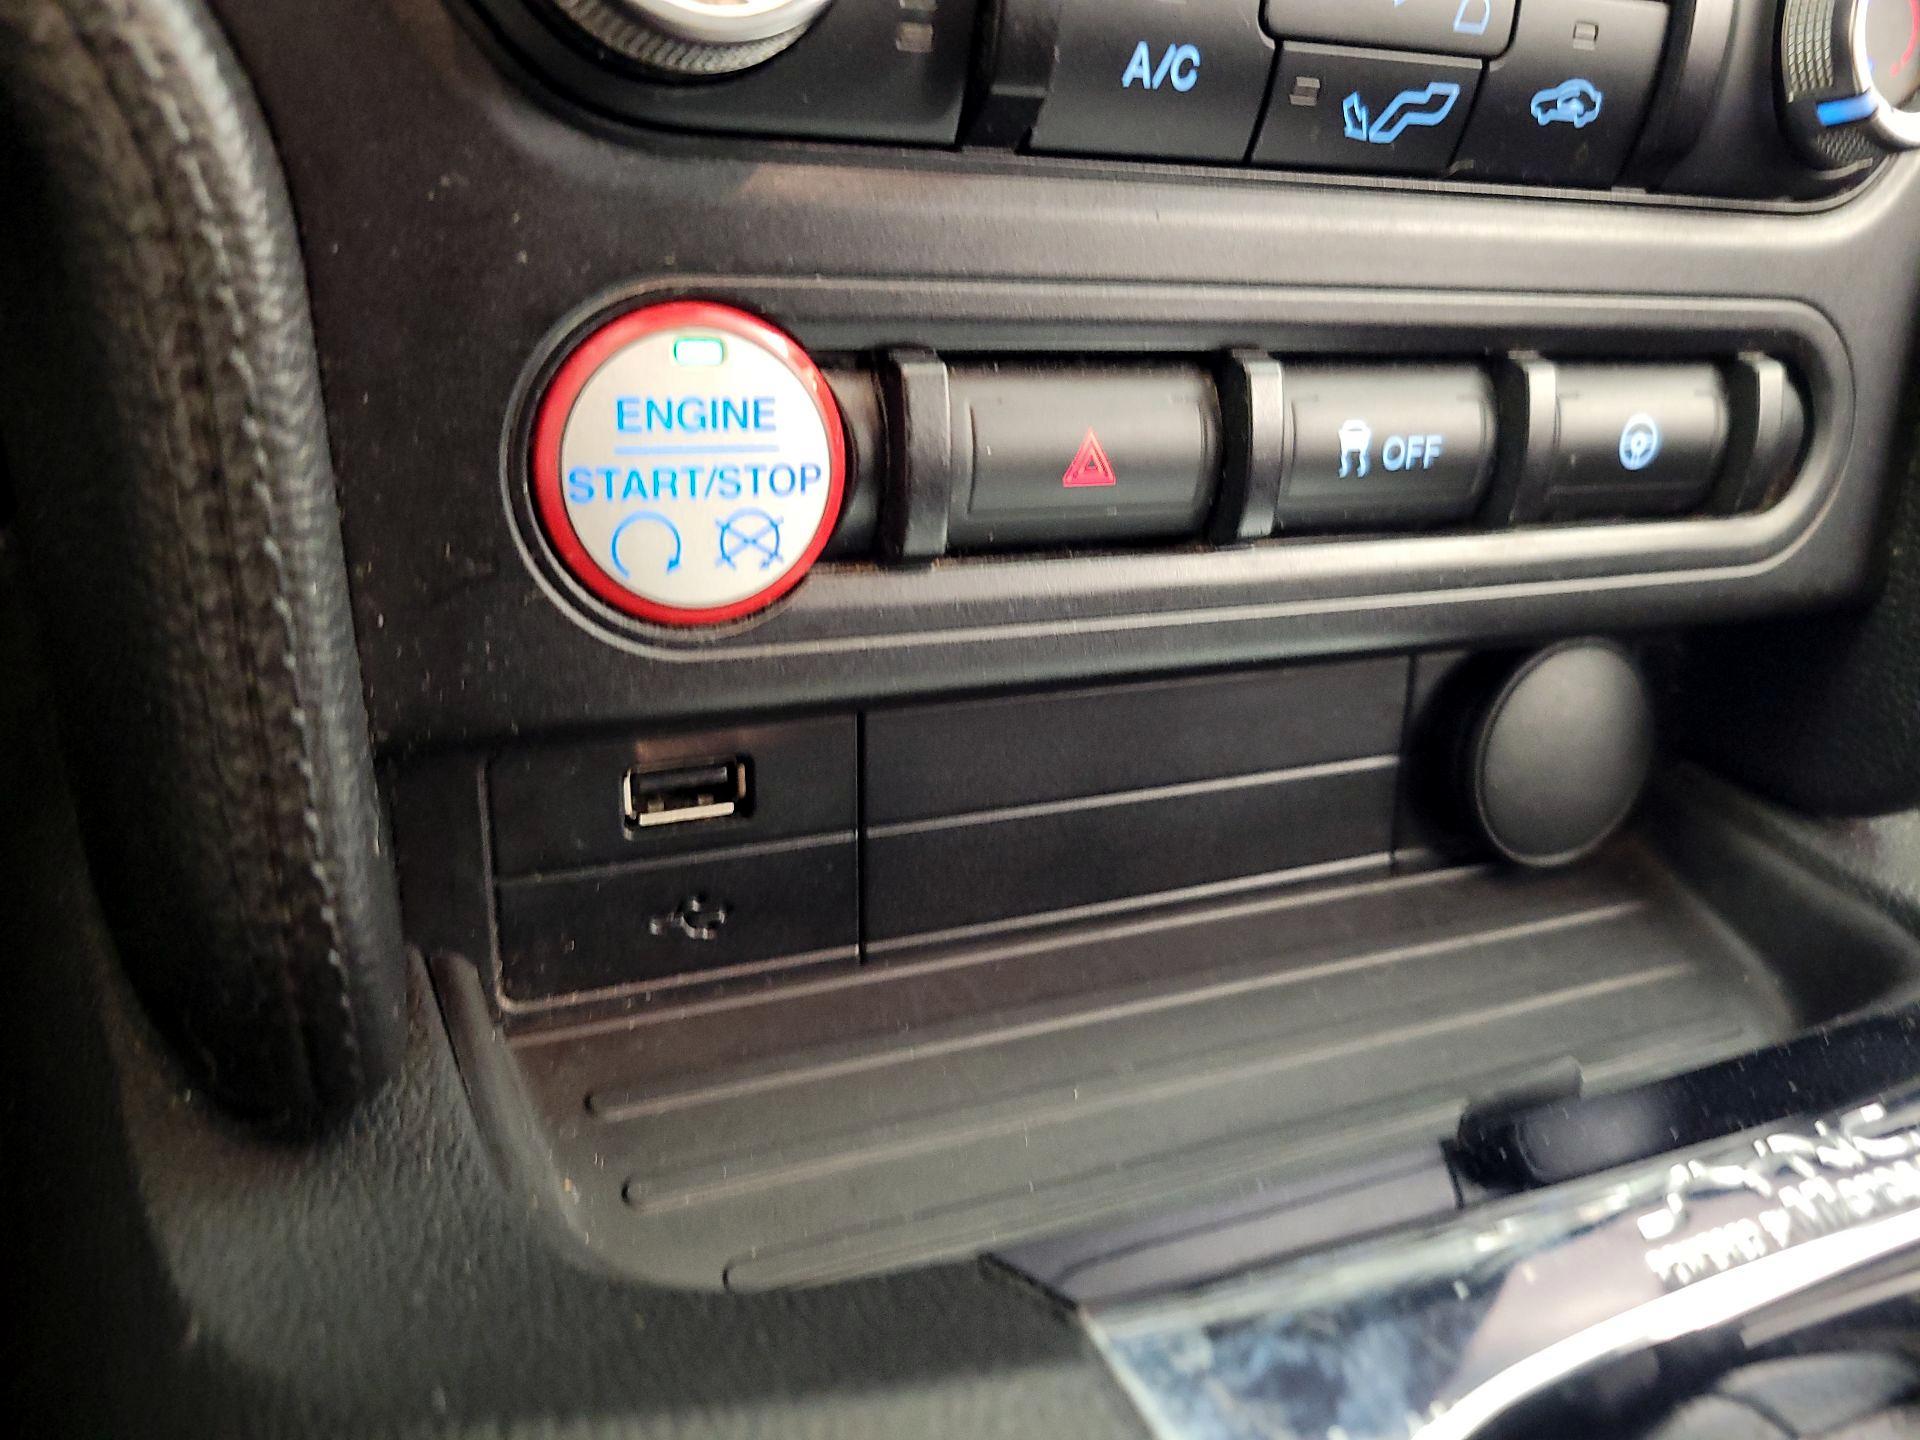 A/C
ENGINE
START/STOP
OFF